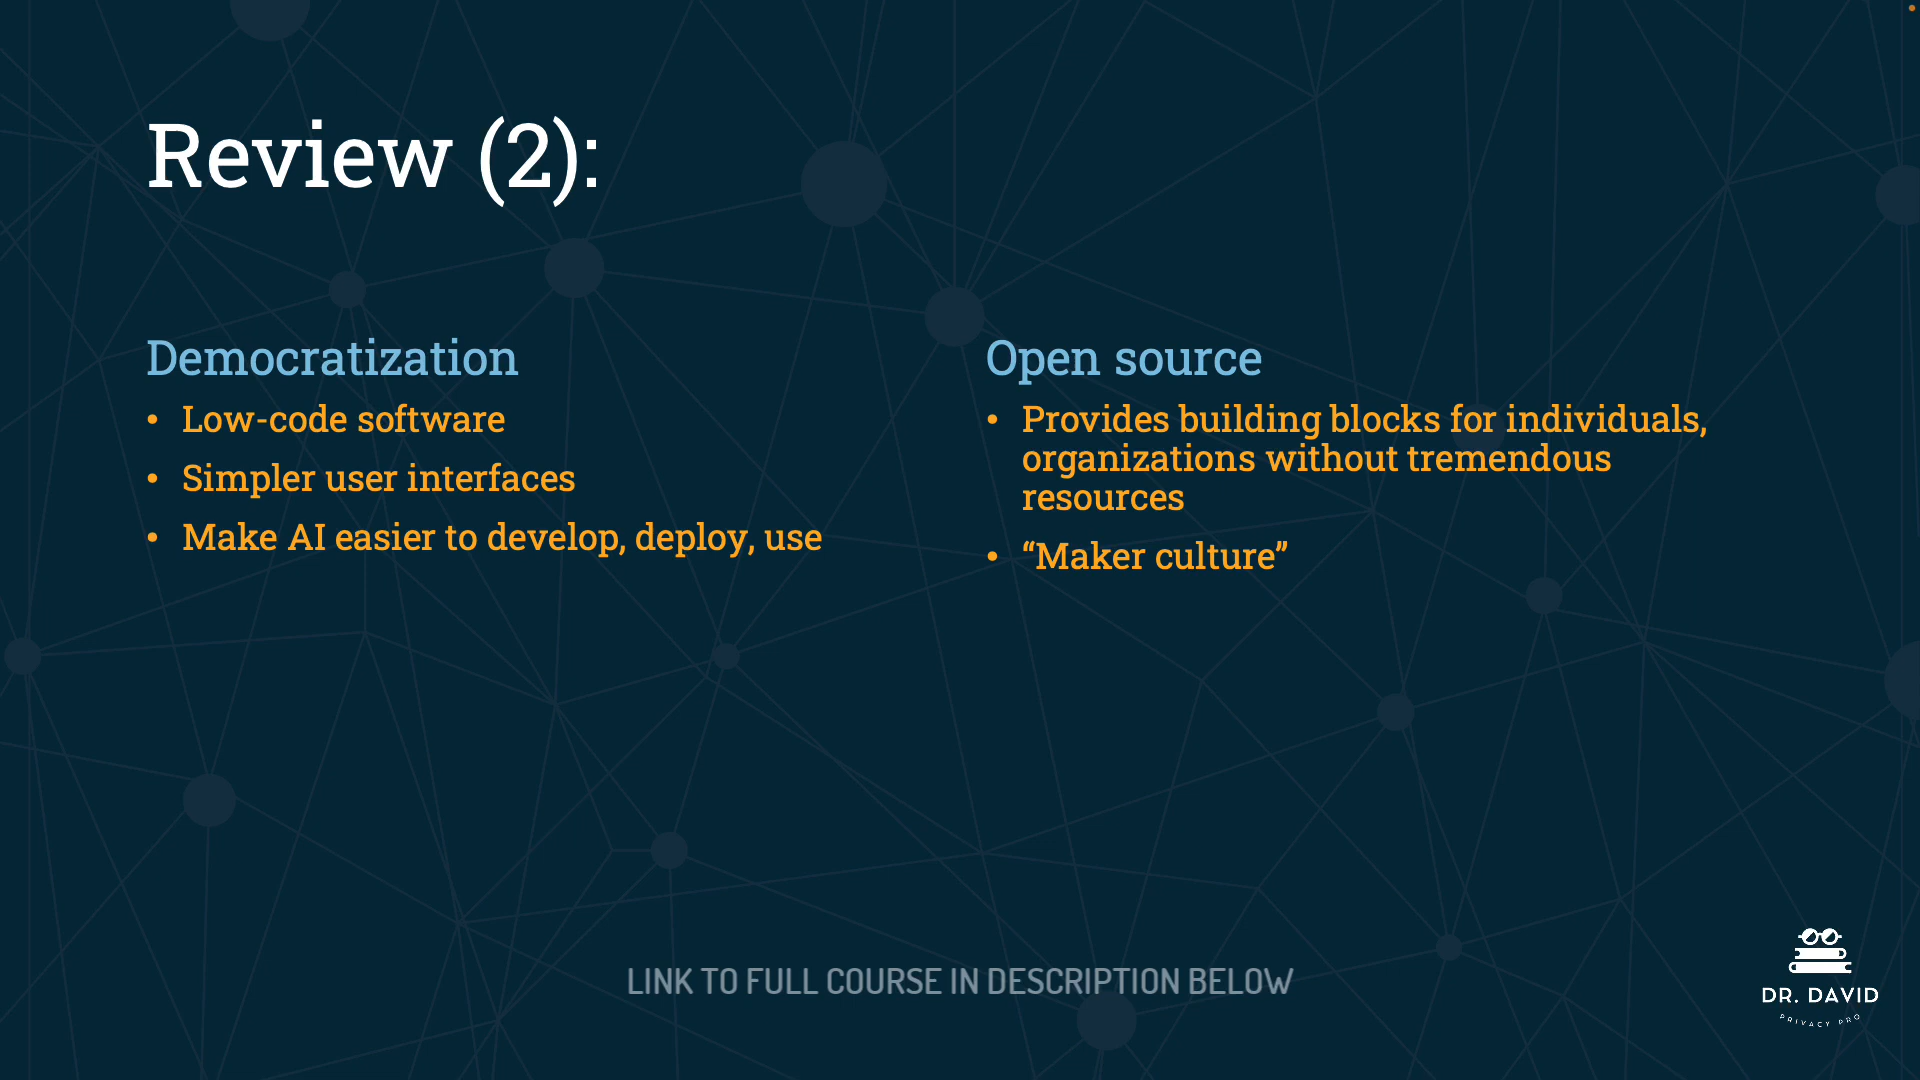 Review (2):
Democratization
• Low-code software
• Simpler user interfaces
• Make AI easier to develop, deploy, use
Open source
• Provides building blocks for individuals,
organizations without tremendous
resources
• “Maker culture”
LINK TO FULL COURSE IN DESCRIPTION BELOW
DR. DAVID
PRIVACY PRO